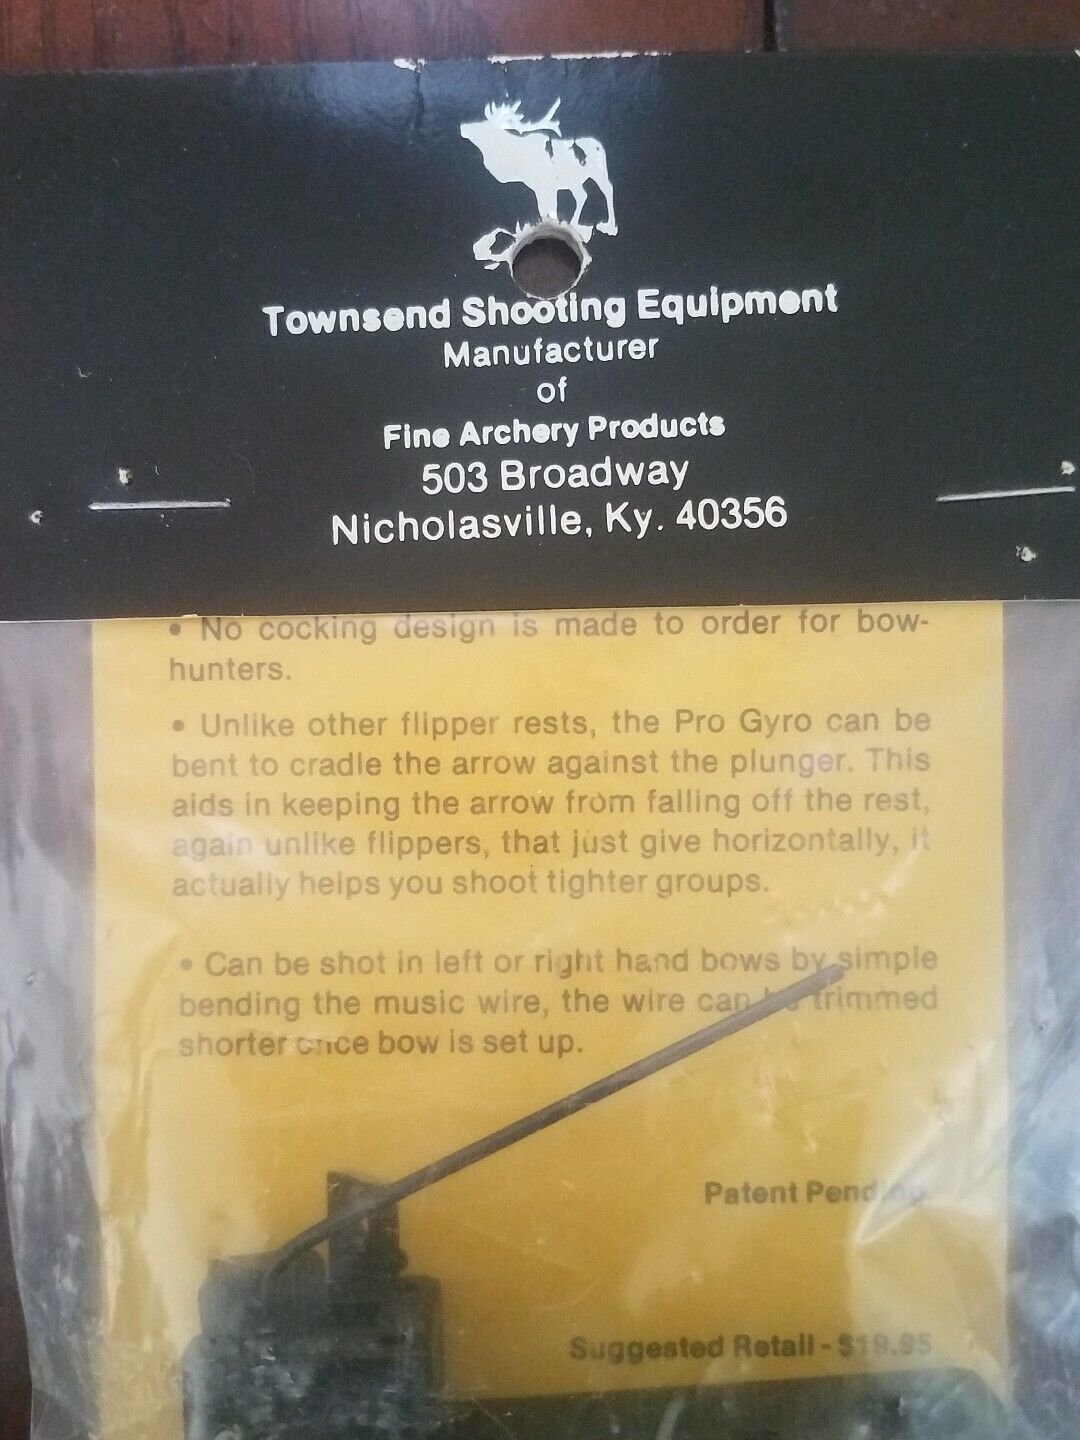 Townsend Shooting Equipment
Manufacturer
of
Fine Archery Products
503 Broadway
Nicholasville, Ky. 40356
• No cocking design is made to order for bow-
hunters.
• Unlike other flipper rests, the Pro Gyro can be
bent to cradle the arrow against the plunger. This
aids in keeping the arrow from falling off the rest,
again unlike flippers, that just give horizontally, it
actually helps you shoot tighter groups.
• Can be shot in left or right hand bows by simple
bending the music wire, the wire can be trimmed
shorter once bow is set up.
Patent Pending
Suggested Retail - $19.95